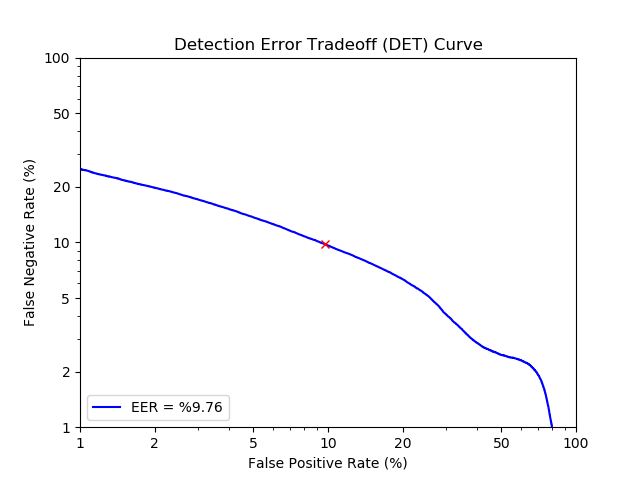 Detection Error Tradeoff (DET) Curve
False Negative Rate (%)
100
50
20
10
5
2
1
EER = %9.76
1 2 5 10 20 50 100
False Positive Rate (%)